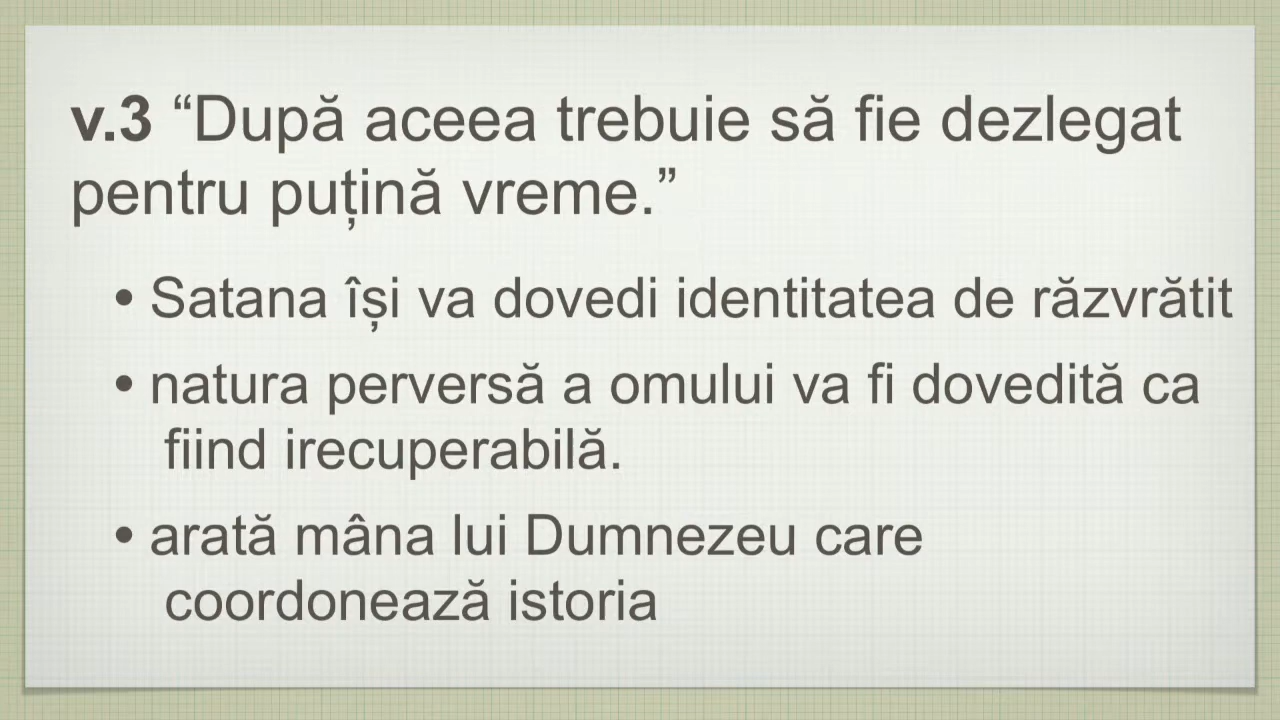 v.3 “După aceea trebuie să fie dezlegat
pentru puțină vreme.”
• Satana își va dovedi identitatea de răzvrătit
• natura perversă a omului va fi dovedită ca
fiind irecuperabilă.
• arată mâna lui Dumnezeu care
coordonează istoria